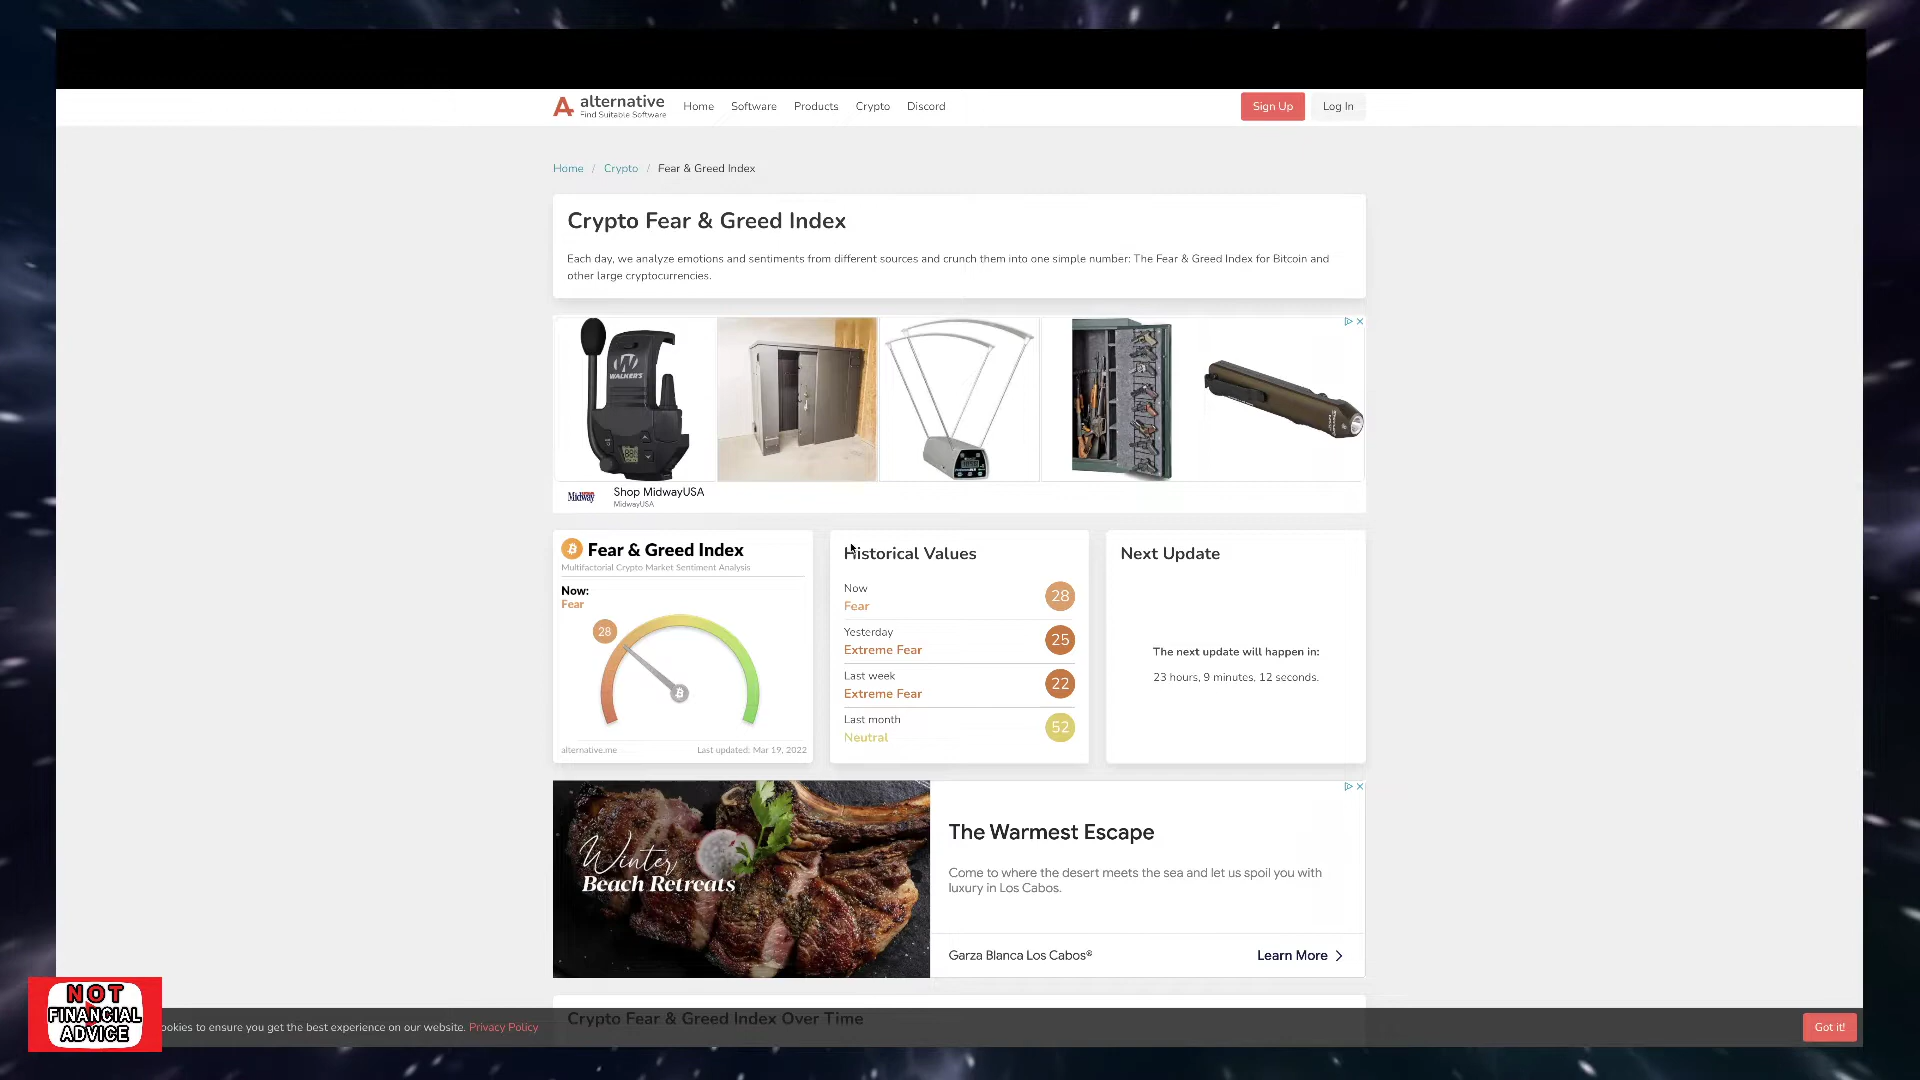 alternative
Find Suitable Software
Home Software Products Crypto Discord
Sign Up Log In
Home / Crypto / Fear & Greed Index
Crypto Fear & Greed Index
Each day, we analyze emotions and sentiments from different sources and crunch them into one simple number: The Fear & Greed Index for Bitcoin and
other large cryptocurrencies.
WALKER'S
Midway
Shop MidwayUSA
MidwayUSA
Fear & Greed Index
Multifactorial Crypto Market Sentiment Analysis
Now:
Fear
28
alternative.me
Last updated: Mar 19, 2022
Historical Values
Now
Fear
28
Yesterday
Extreme Fear
25
Last week
Extreme Fear
22
Last month
Neutral
52
Next Update
The next update will happen in:
23 hours, 9 minutes, 12 seconds.
Winter
Beach Retreats
The Warmest Escape
Come to where the desert meets the sea and let us spoil you with
luxury in Los Cabos.
Garza Blanca Los Cabos®
Learn More
Crypto Fear & Greed Index Over Time
ookies to ensure you get the best experience on our website. Privacy Policy
Got it!
NOT
FINANCIAL
ADVICE